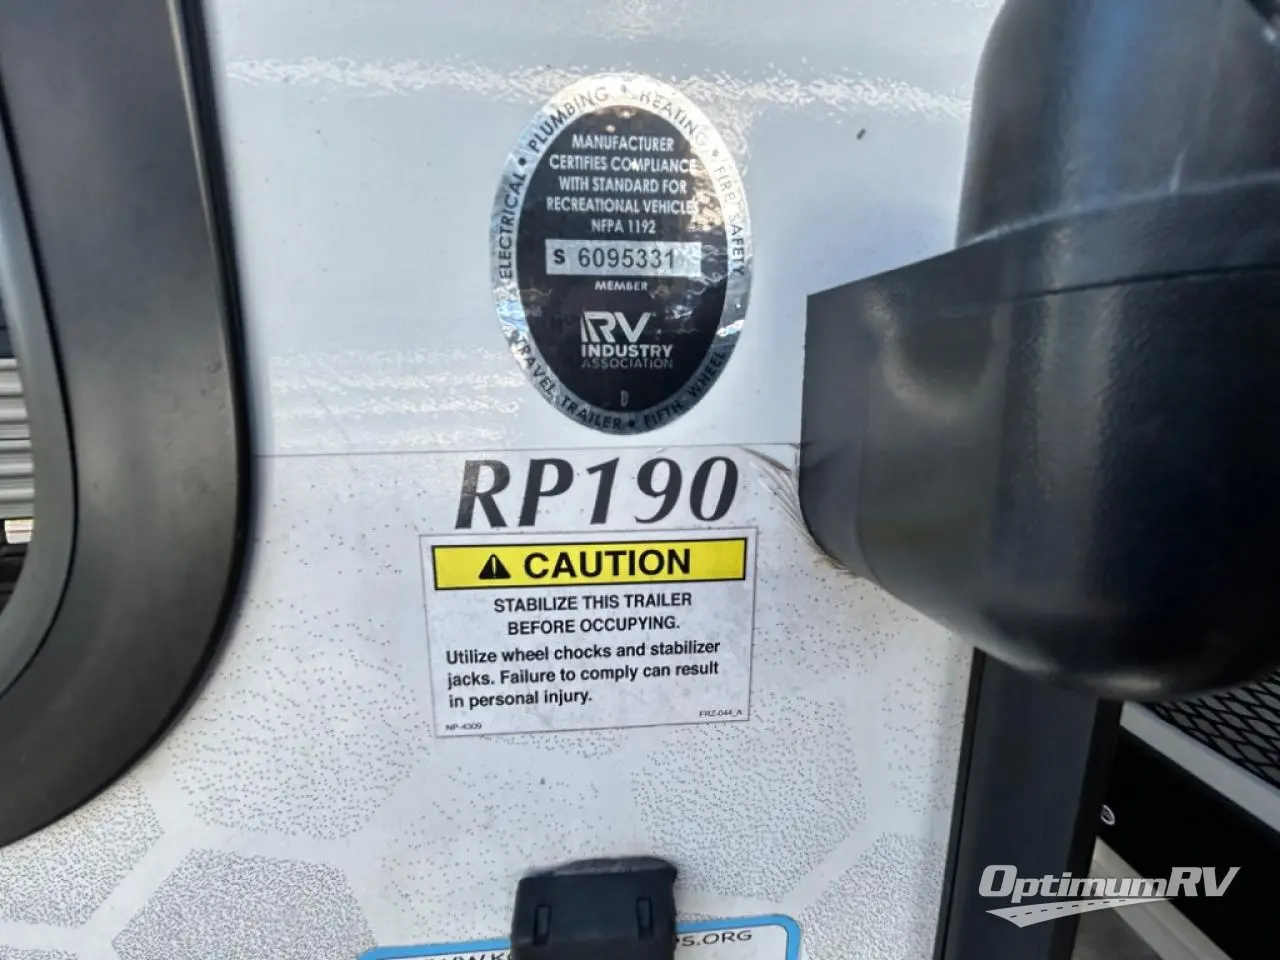 ELECTRICAL • PLUMBING • HEATING • FIRE SAFETY
MANUFACTURER
CERTIFIES COMPLIANCE
WITH STANDARD FOR
RECREATIONAL VEHICLES
NFPA 1192
S 6095331
MEMBER
RV
INDUSTRY
ASSOCIATION
D
TRAVEL TRAILER • FIFTH WHEEL
RP190
CAUTION
STABILIZE THIS TRAILER
BEFORE OCCUPYING.
Utilize wheel chocks and stabilizer
jacks. Failure to comply can result
in personal injury.
NP-4309 FRZ-044_A
OptimumRV